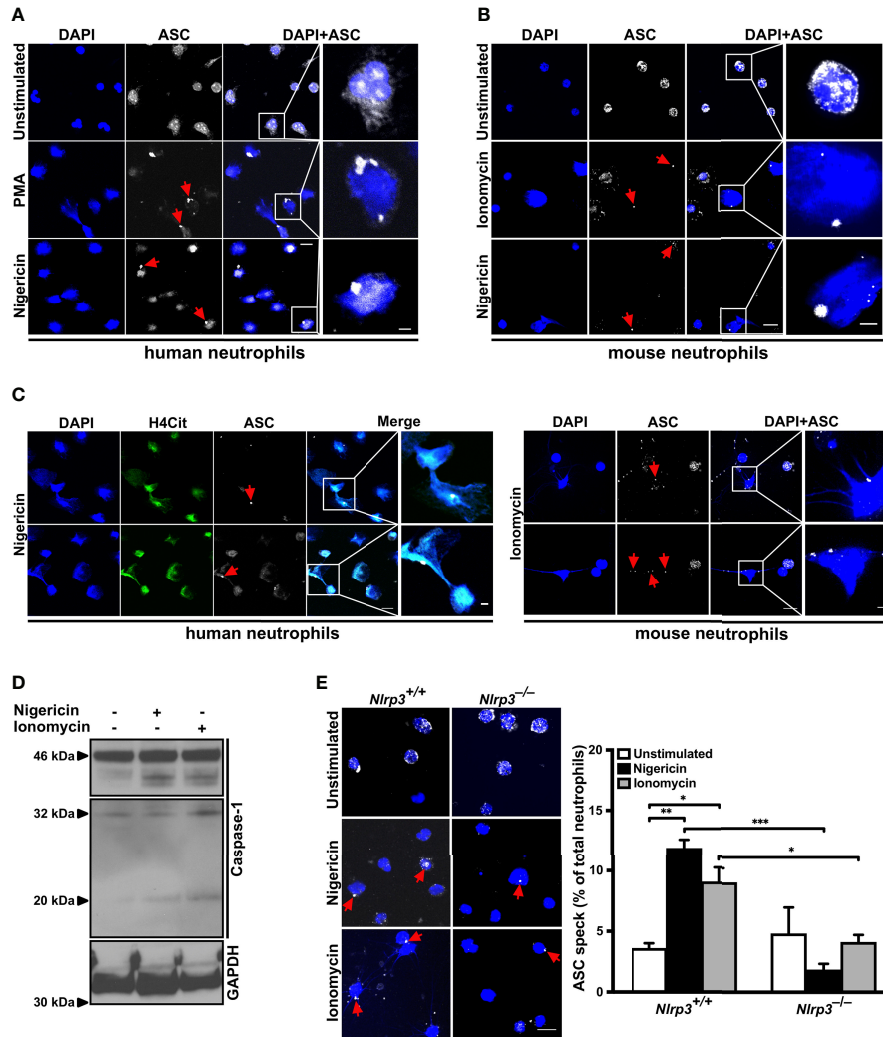 A
DAPI ASC DAPI+ASC
Unstimulated
PMA
Nigericin
human neutrophils
B
DAPI ASC DAPI+ASC
Unstimulated
Ionomycin
Nigericin
mouse neutrophils
C
DAPI H4Cit ASC Merge
Nigericin
human neutrophils
DAPI ASC DAPI+ASC
Ionomycin
mouse neutrophils
D
Nigericin - + -
Ionomycin - - +
46 kDa
32 kDa
20 kDa
Caspase-1
GAPDH
30 kDa
E
Nlrp3+/+ Nlrp3−/−
Unstimulated
Nigericin
Ionomycin
ASC speck (% of total neutrophils)
20
15
10
5
0
Unstimulated
Nigericin
Ionomycin
*
**
***
*
Nlrp3+/+ Nlrp3−/−